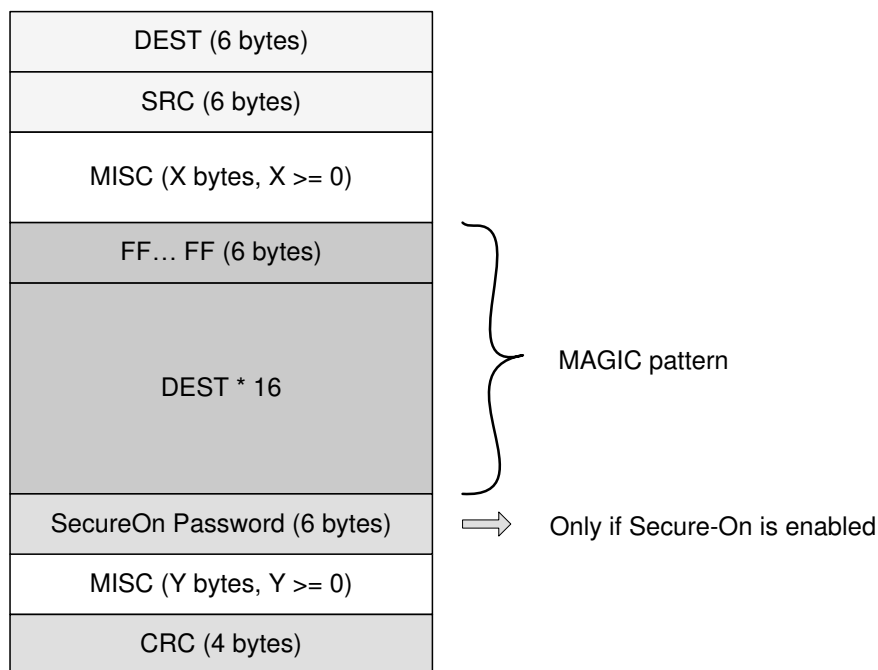 DEST (6 bytes)
SRC (6 bytes)
MISC (X bytes, X >= 0)
FF… FF (6 bytes)
DEST * 16
MAGIC pattern
SecureOn Password (6 bytes)
Only if Secure-On is enabled
MISC (Y bytes, Y >= 0)
CRC (4 bytes)